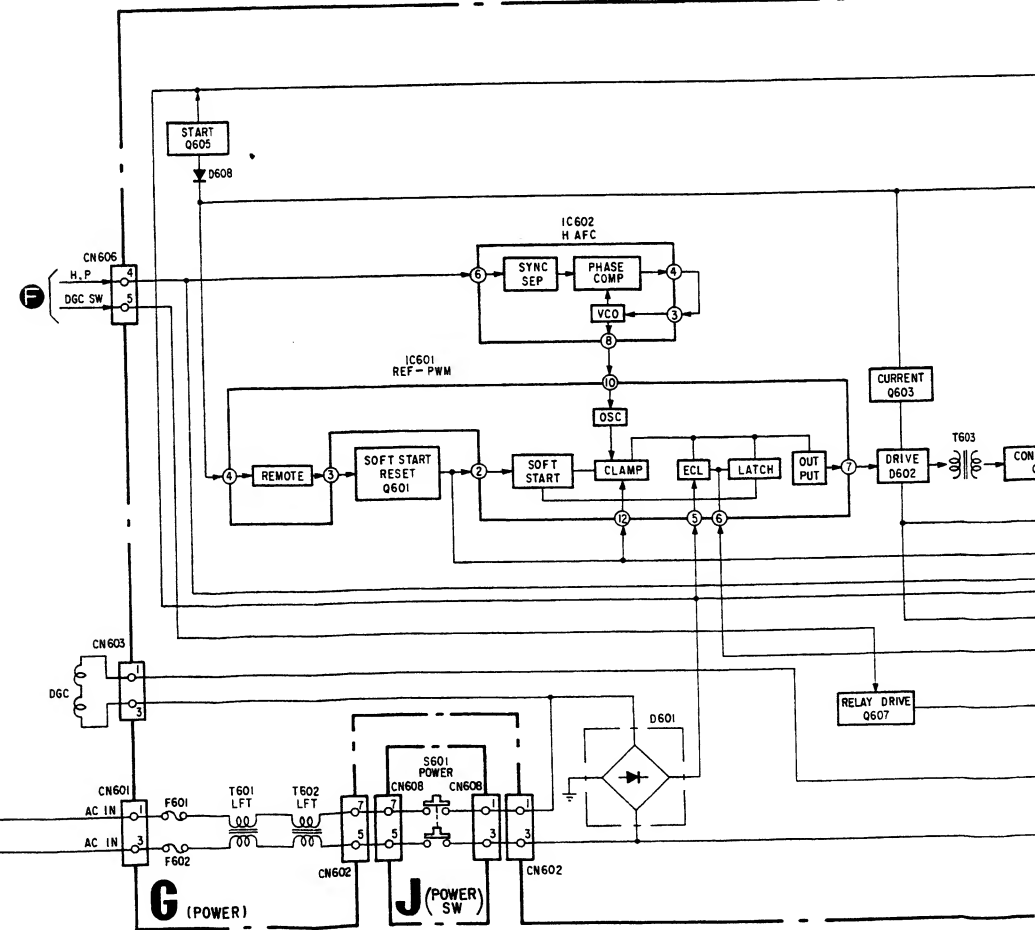 START
Q605
D608
IC602
H AFC
CN606
4
H.P
5
DGC SW
F
6
SYNC
SEP
PHASE
COMP
4
VCO
3
8
IC601
REF-PWM
10
OSC
CURRENT
Q603
T603
4
REMOTE
3
SOFT START
RESET
Q601
2
SOFT
START
CLAMP
ECL
LATCH
OUT
PUT
7
DRIVE
D602
CON
12
5
6
CN603
1
DGC
3
RELAY DRIVE
Q607
D601
S601
POWER
CN601
AC IN
1
F601
T601
LFT
T602
LFT
CN608
CN608
7
7
1
1
AC IN
3
F602
5
5
3
3
CN602
CN602
G (POWER)
J (POWER
SW)